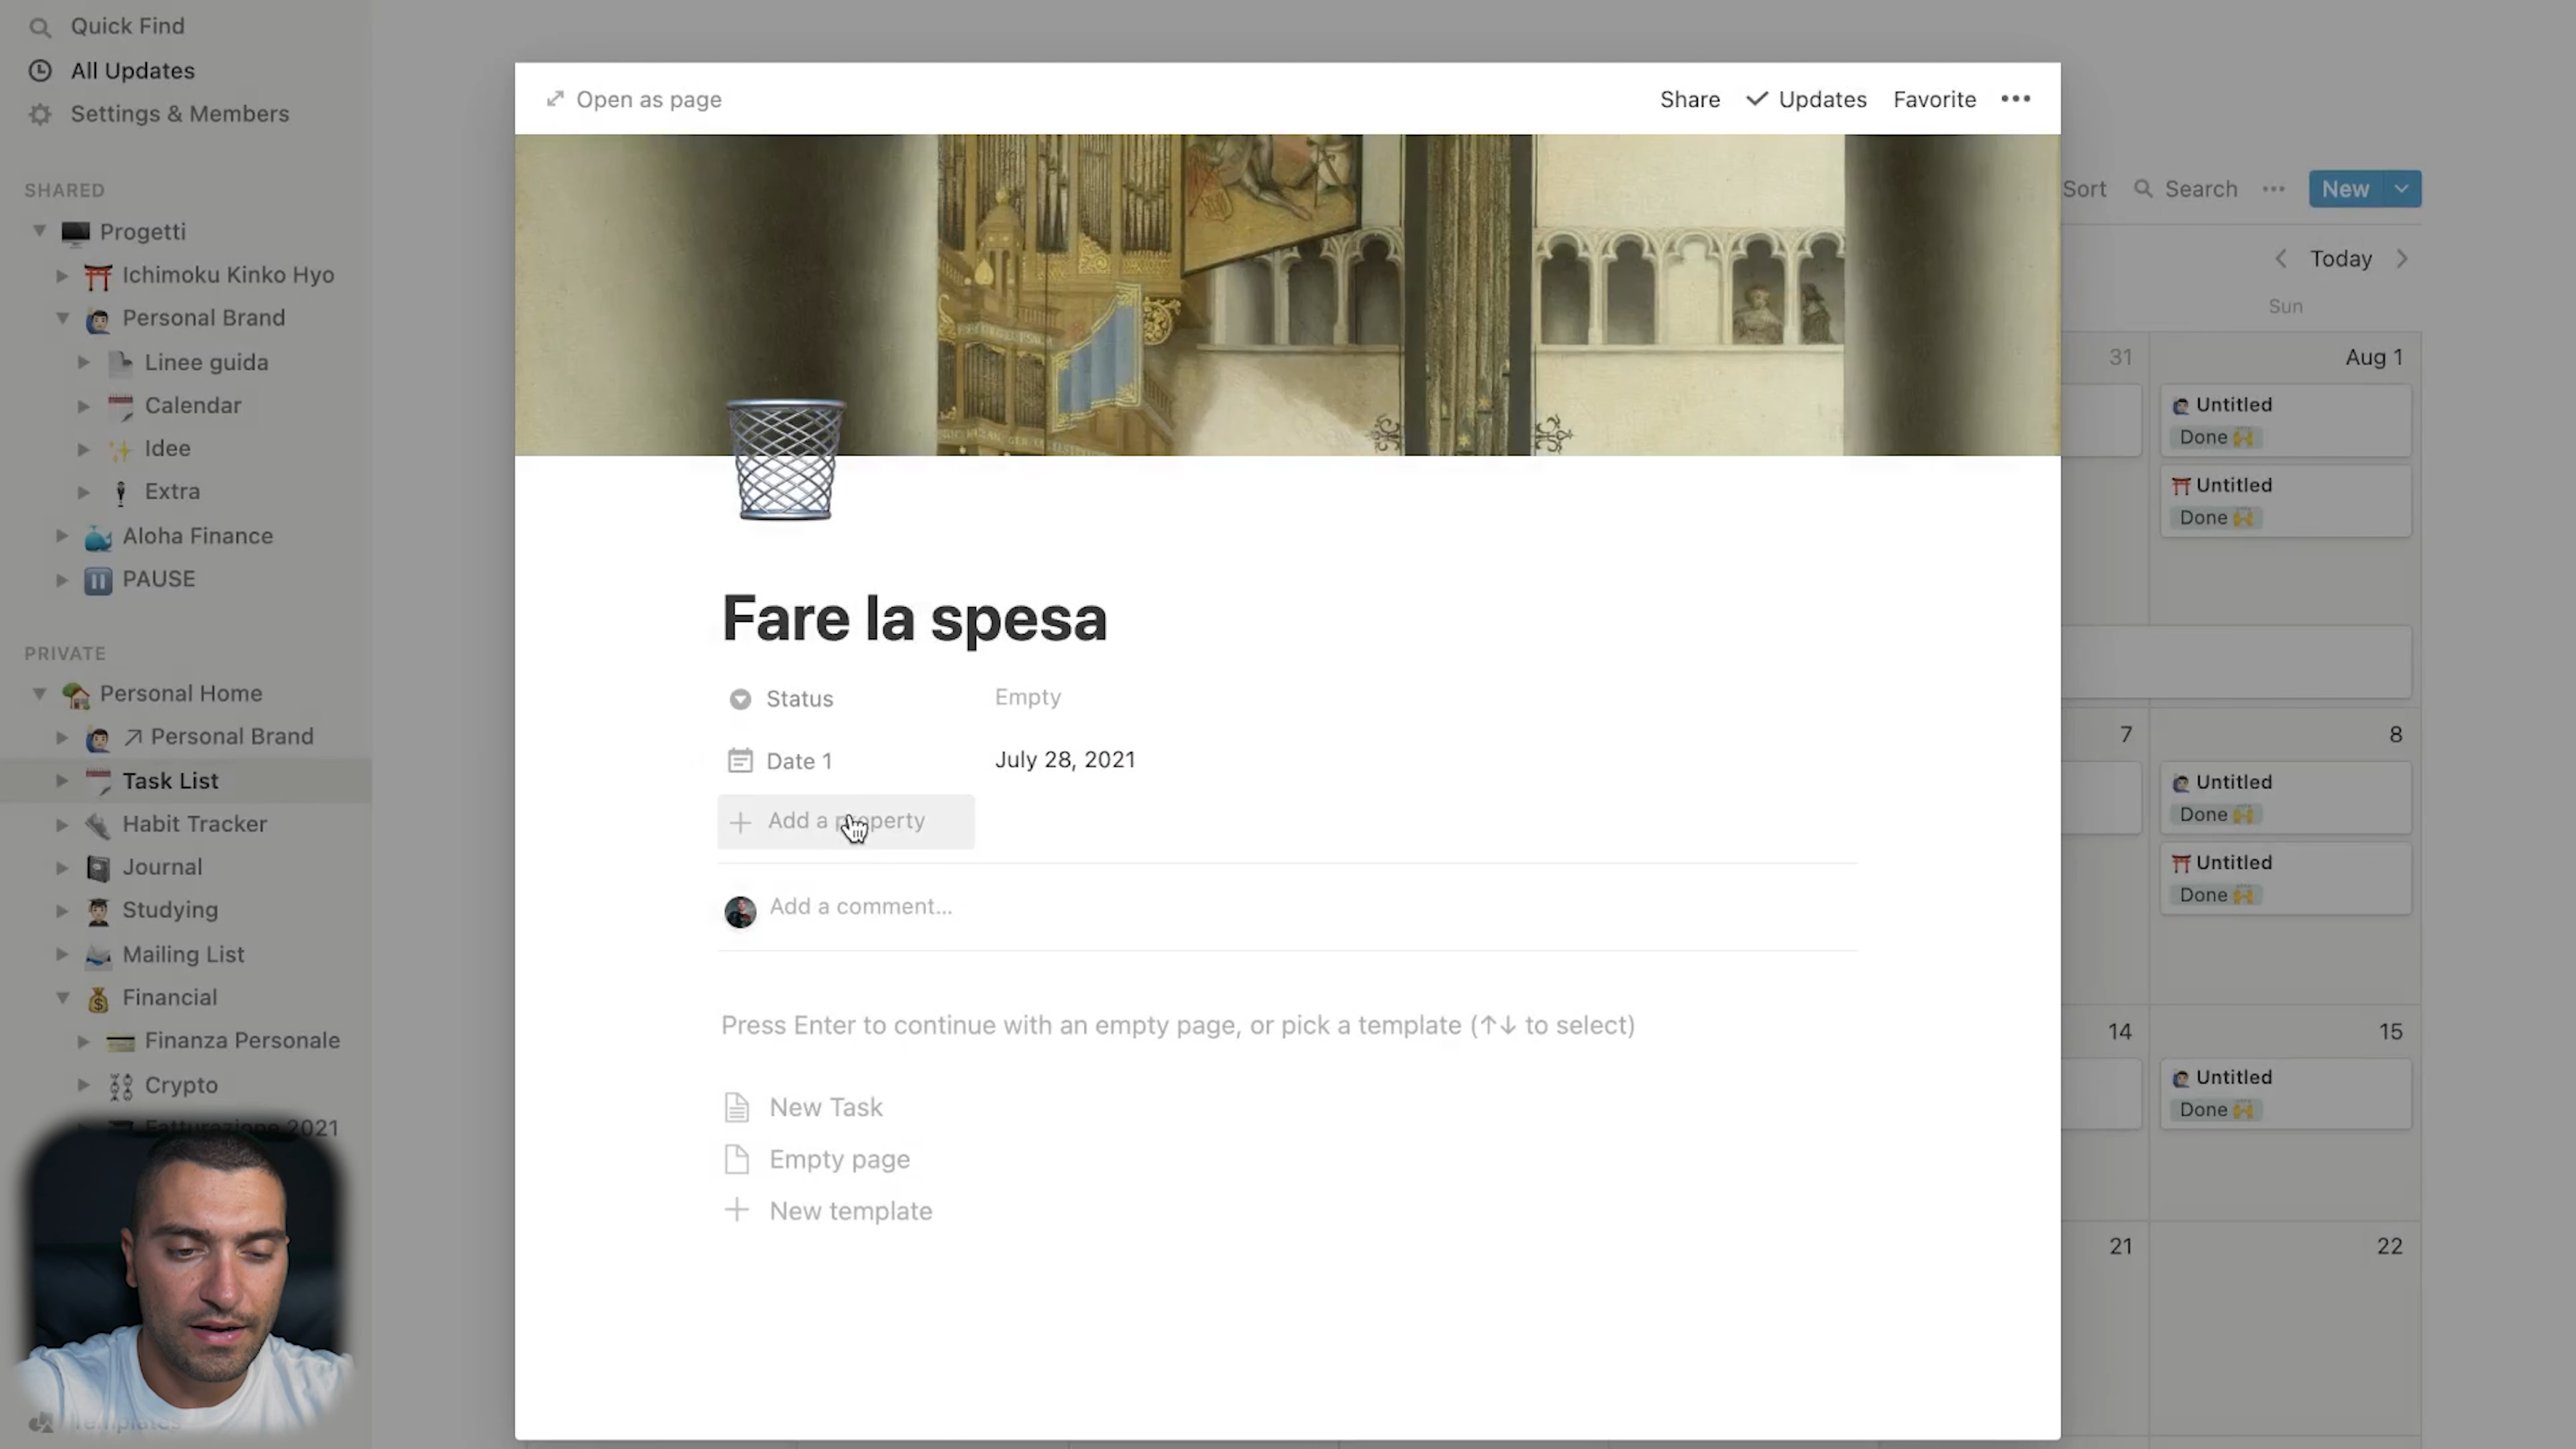 Quick Find
All Updates
Settings & Members
SHARED
Progetti
Ichimoku Kinko Hyo
Personal Brand
Linee guida
Calendar
Idee
Extra
Aloha Finance
PAUSE
PRIVATE
Personal Home
Personal Brand
Task List
Habit Tracker
Journal
Studying
Mailing List
Financial
Finanza Personale
Crypto
Fatturazione 2021
Templates
Open as page
Share
Updates
Favorite
Fare la spesa
Status Empty
Date 1 July 28, 2021
Add a property
Add a comment...
Press Enter to continue with an empty page, or pick a template (↑↓ to select)
New Task
Empty page
New template
Sort Search New
Today
Sun
31 Aug 1
Untitled
Done
Untitled
Done
7 8
Untitled
Done
Untitled
Done
14 15
Untitled
Done
21 22